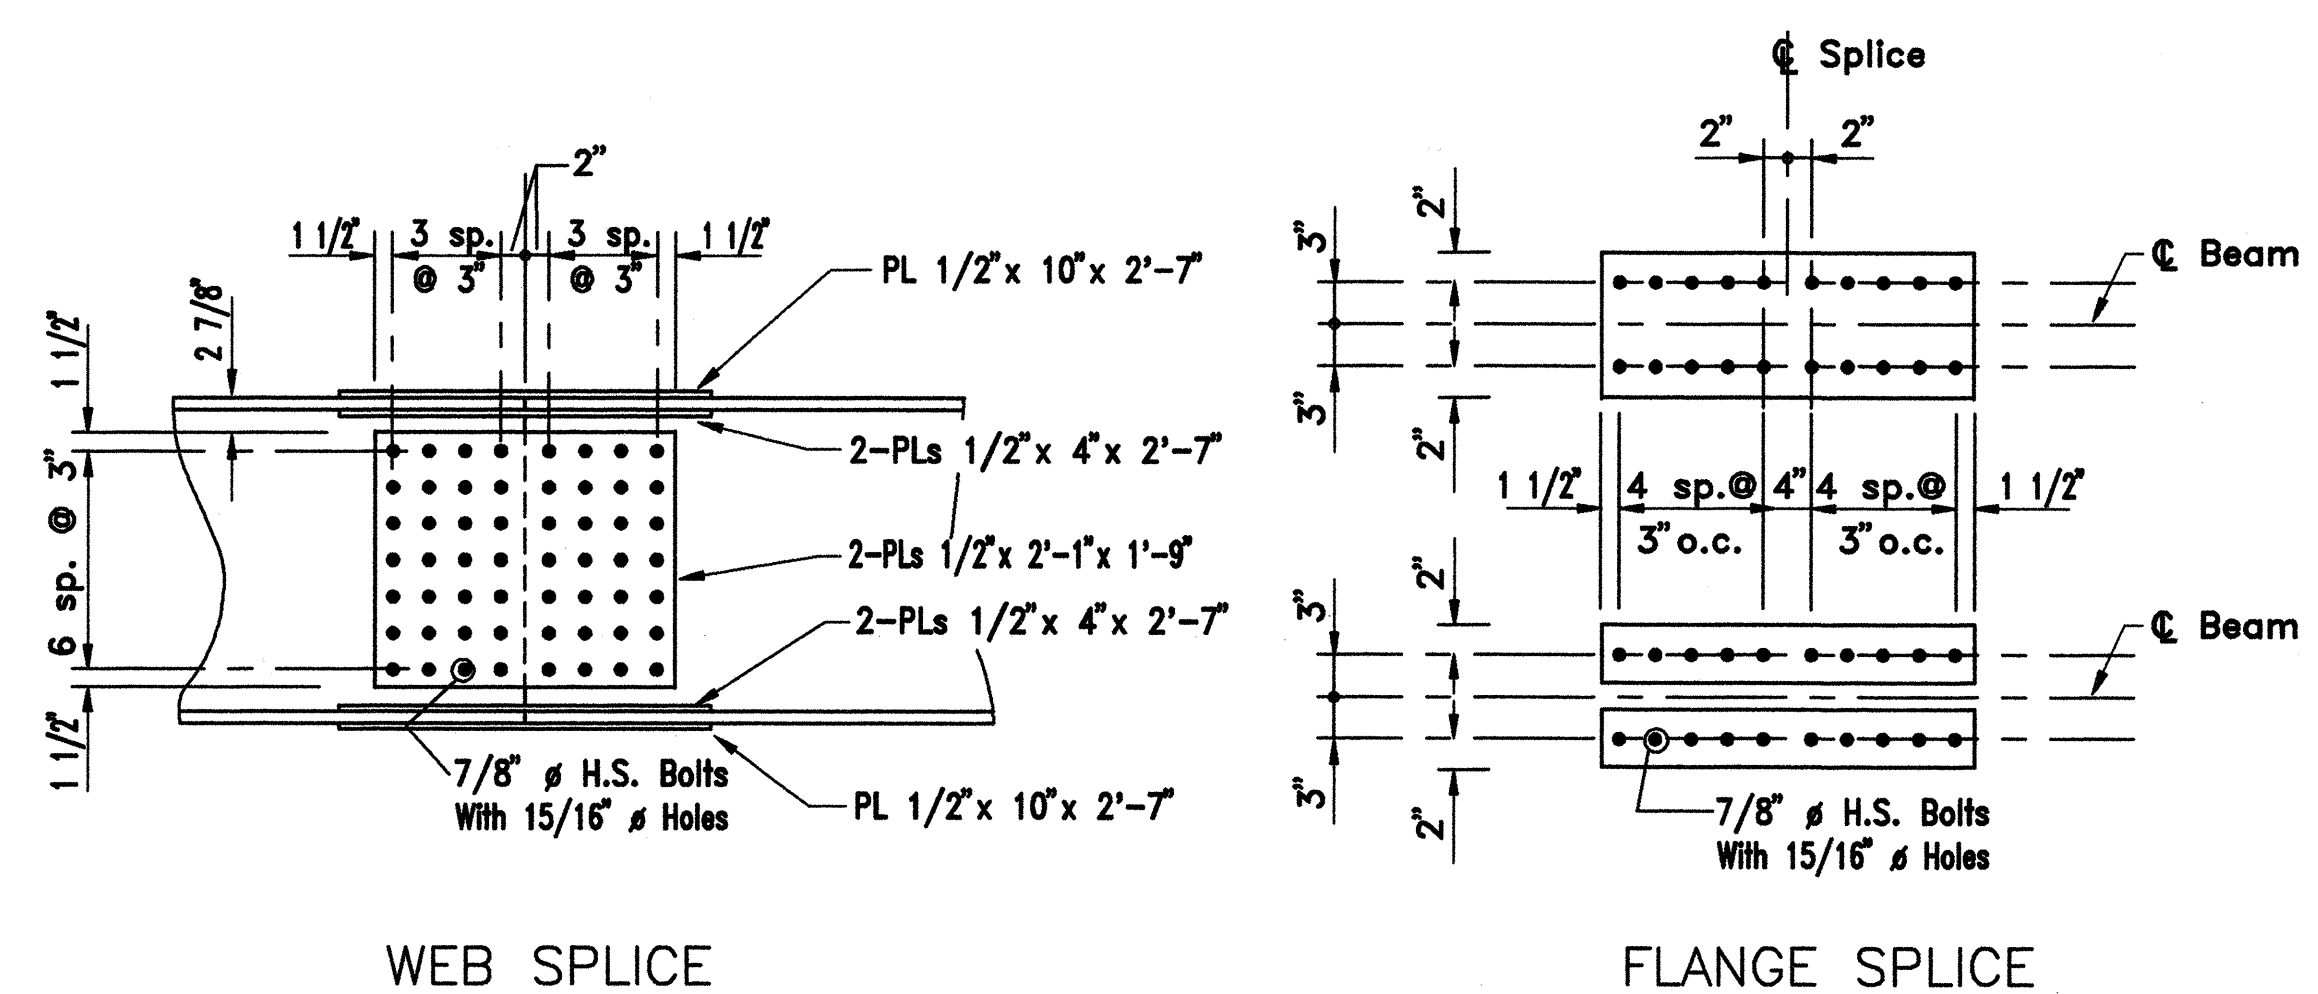 2”
1 1/2”
3 sp.
@ 3”
3 sp.
@ 3”
1 1/2”
2 7/8”
1 1/2”
6 sp. @ 3”
1 1/2”
PL 1/2”x 10”x 2’-7”
2-PLs 1/2”x 4”x 2’-7”
2-PLs 1/2”x 2’-1”x 1’-9”
2-PLs 1/2”x 4”x 2’-7”
PL 1/2”x 10”x 2’-7”
7/8” ø H.S. Bolts
With 15/16” ø Holes
WEB SPLICE
℄ Splice
2”
2”
2”
3”
3”
2”
℄ Beam
1 1/2”
4 sp.@
3”o.c.
4”
4 sp.@
3”o.c.
1 1/2”
2”
3”
3”
2”
℄ Beam
7/8” ø H.S. Bolts
With 15/16” ø Holes
FLANGE SPLICE